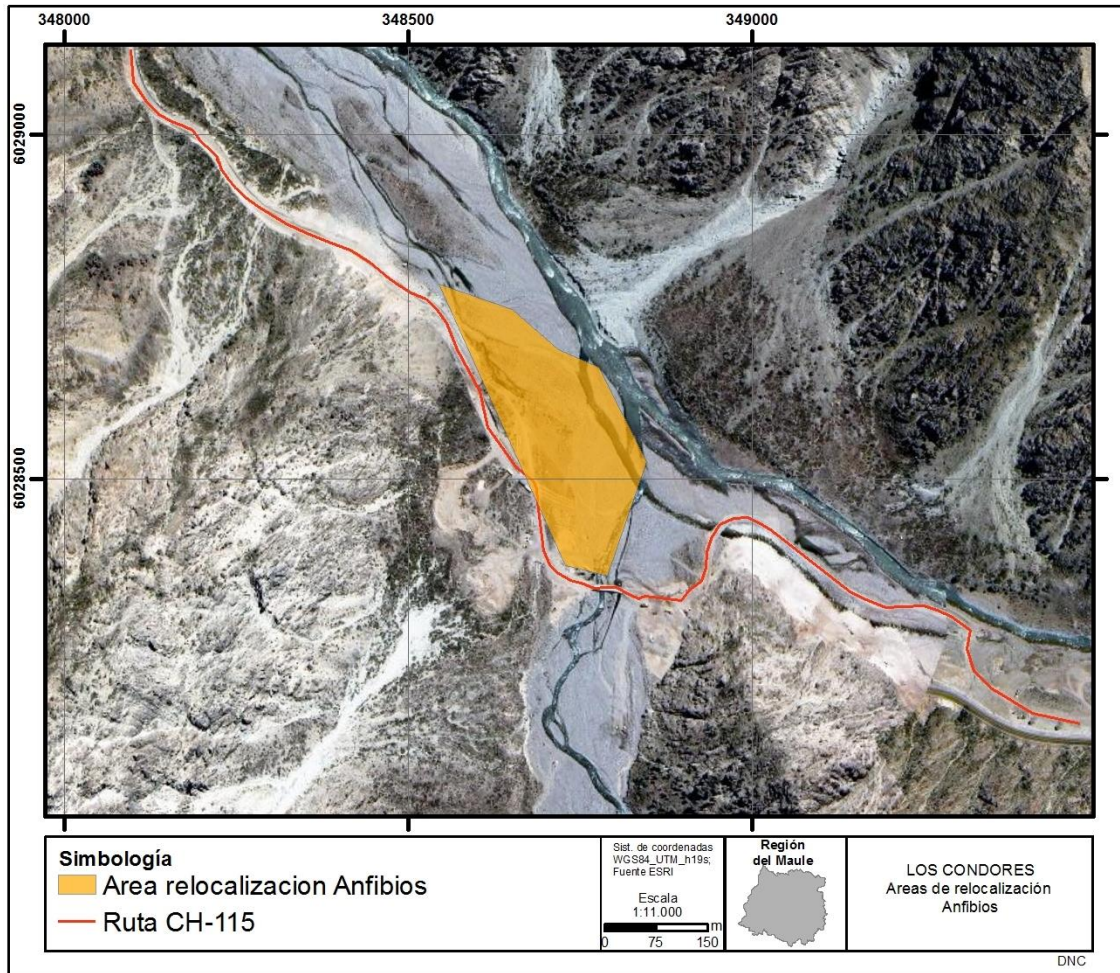 348000
348500
349000
6029000
6028500
Simbología
Area relocalizacion Anfibios
Ruta CH-115
Sist. de coordenadas
WGS84_UTM_h19s;
Fuente ESRI
Escala
1:11.000
m
0 75 150
Región
del Maule
LOS CONDORES
Areas de relocalización
Anfibios
DNC